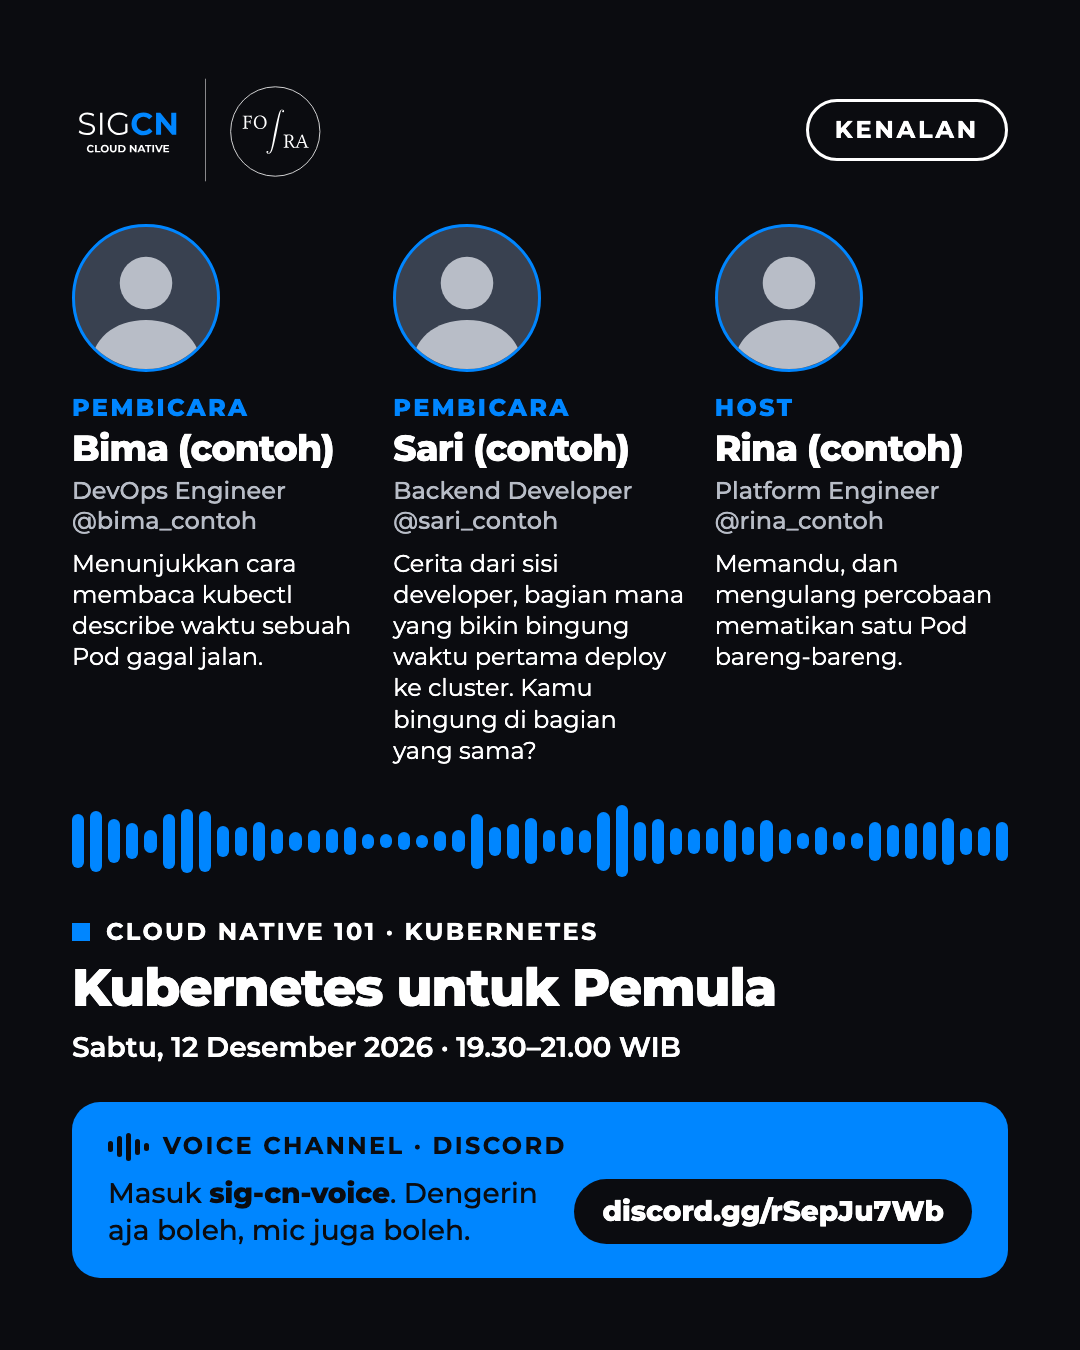 SIGCN
CLOUD NATIVE
FO
RA
KENALAN
PEMBICARA
Bima (contoh)
DevOps Engineer
@bima_contoh
Menunjukkan cara
membaca kubectl
describe waktu sebuah
Pod gagal jalan.
PEMBICARA
Sari (contoh)
Backend Developer
@sari_contoh
Cerita dari sisi
developer, bagian mana
yang bikin bingung
waktu pertama deploy
ke cluster. Kamu
bingung di bagian
yang sama?
HOST
Rina (contoh)
Platform Engineer
@rina_contoh
Memandu, dan
mengulang percobaan
mematikan satu Pod
bareng-bareng.
CLOUD NATIVE 101 · KUBERNETES
Kubernetes untuk Pemula
Sabtu, 12 Desember 2026 · 19.30–21.00 WIB
VOICE CHANNEL · DISCORD
Masuk sig-cn-voice. Dengerin
aja boleh, mic juga boleh.
discord.gg/rSepJu7Wb